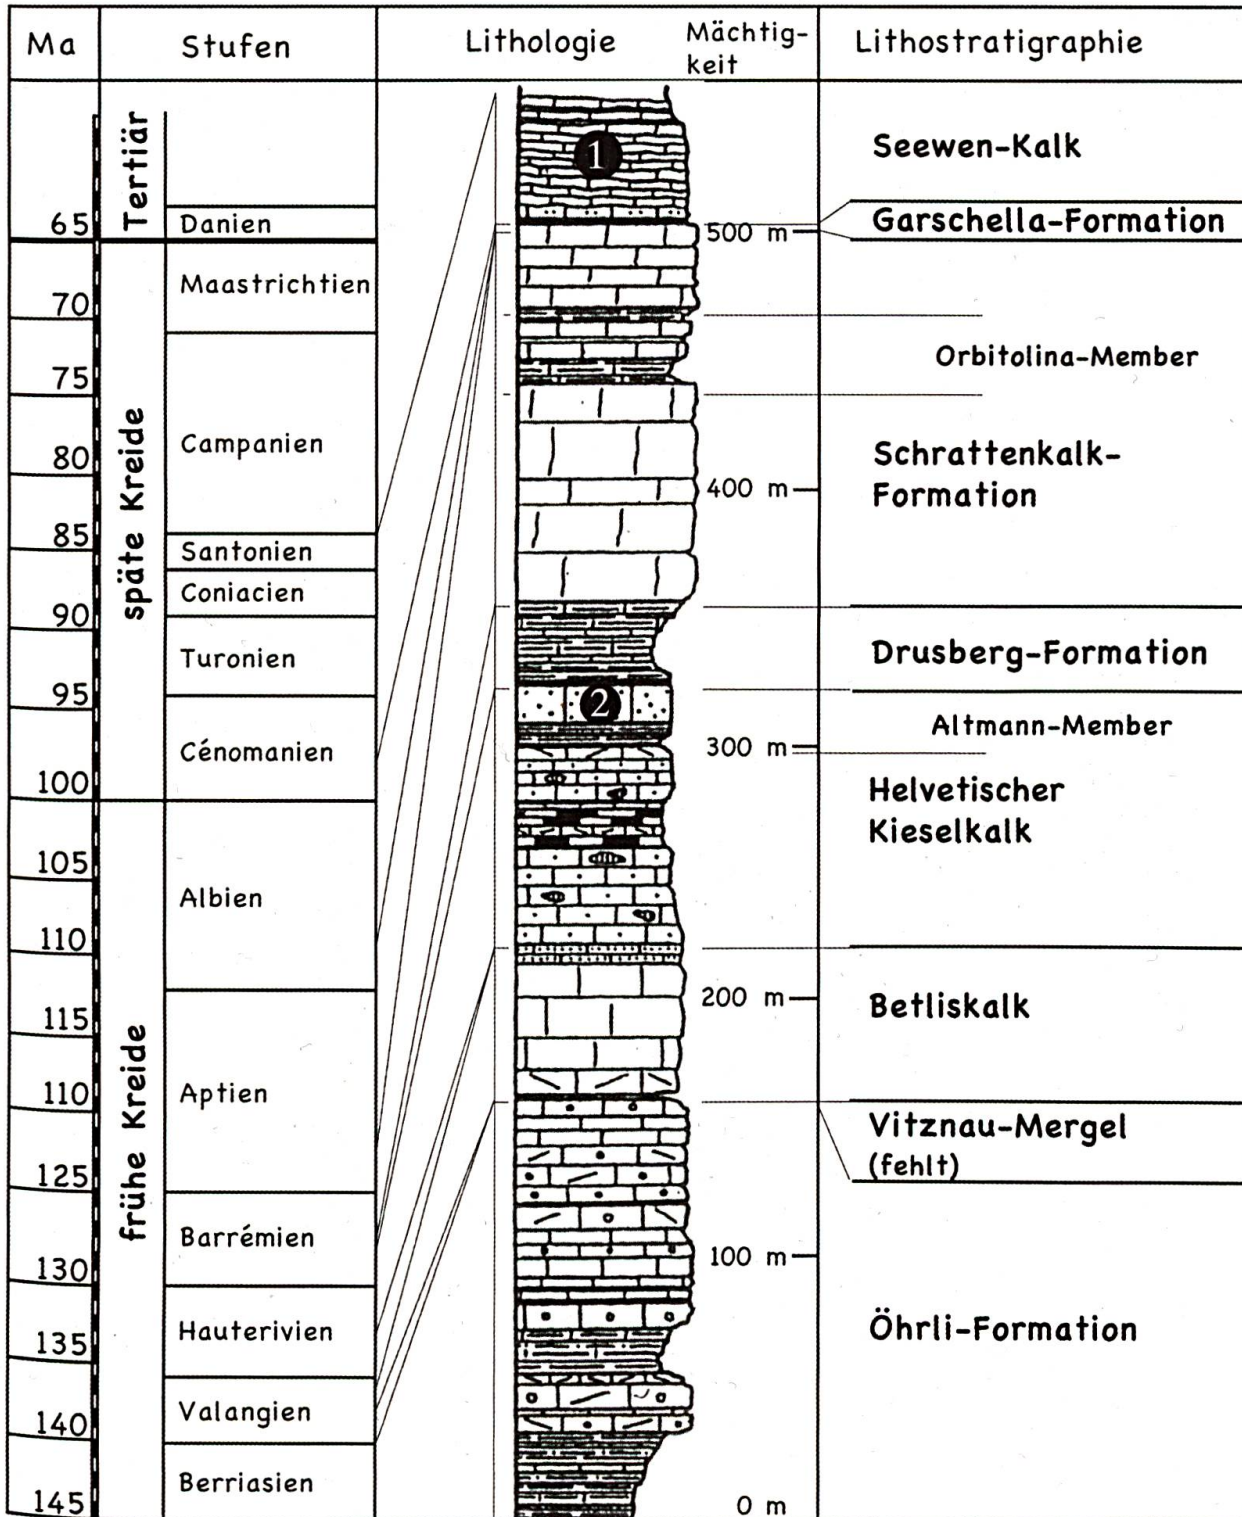 Ma
Stufen
Lithologie
Mächtig-
keit
Lithostratigraphie
65
70
75
80
85
90
95
100
105
110
115
110
125
130
135
140
145
Tertiär
späte Kreide
frühe Kreide
Danien
Maastrichtien
Campanien
Santonien
Coniacien
Turonien
Cénomanien
Albien
Aptien
Barrémien
Hauterivien
Valangien
Berriasien
1
2
500 m
400 m
300 m
200 m
100 m
0 m
Seewen-Kalk
Garschella-Formation
Orbitolina-Member
Schrattenkalk-
Formation
Drusberg-Formation
Altmann-Member
Helvetischer
Kieselkalk
Betliskalk
Vitznau-Mergel
(fehlt)
Öhrli-Formation